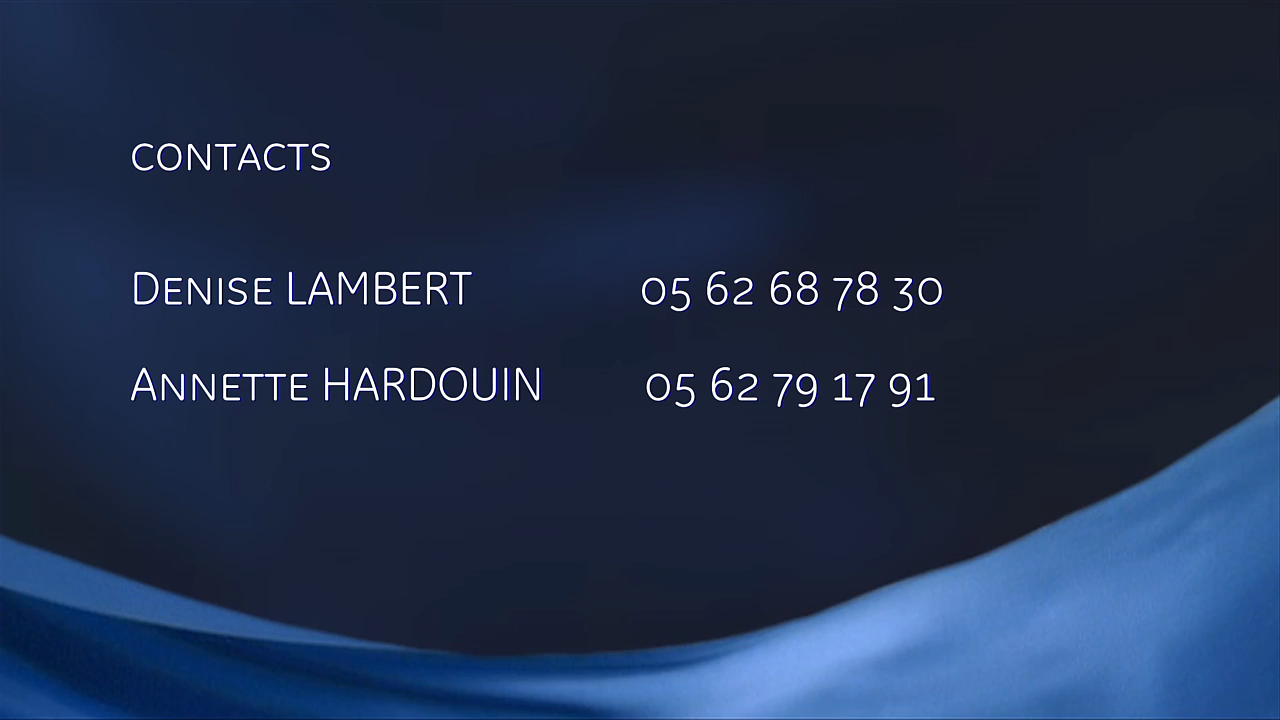 CONTACTS
Denise LAMBERT 05 62 68 78 30
Annette HARDOUIN 05 62 79 17 91